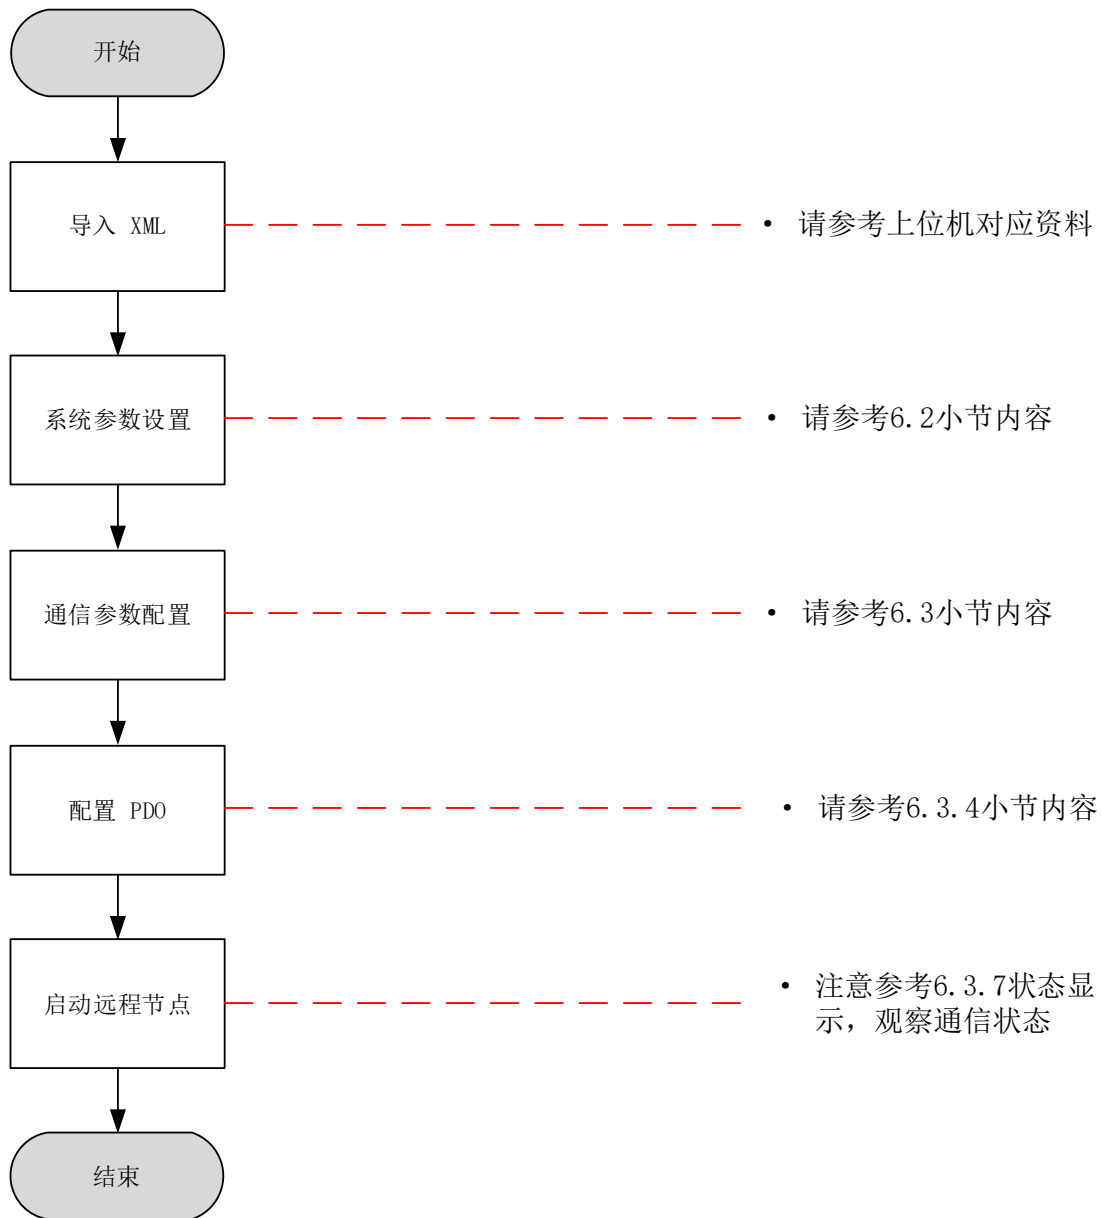 开始
导入 XML
• 请参考上位机对应资料
系统参数设置
• 请参考6.2小节内容
通信参数配置
• 请参考6.3小节内容
配置 PDO
• 请参考6.3.4小节内容
启动远程节点
• 注意参考6.3.7状态显
示，观察通信状态
结束